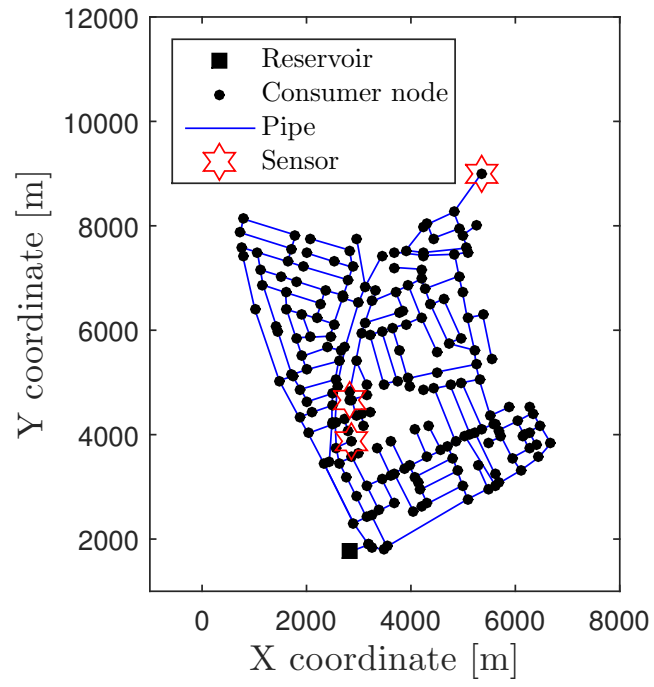 12000
10000
8000
6000
4000
2000
Y coordinate [m]
Reservoir
Consumer node
Pipe
Sensor
0 2000 4000 6000 8000
X coordinate [m]